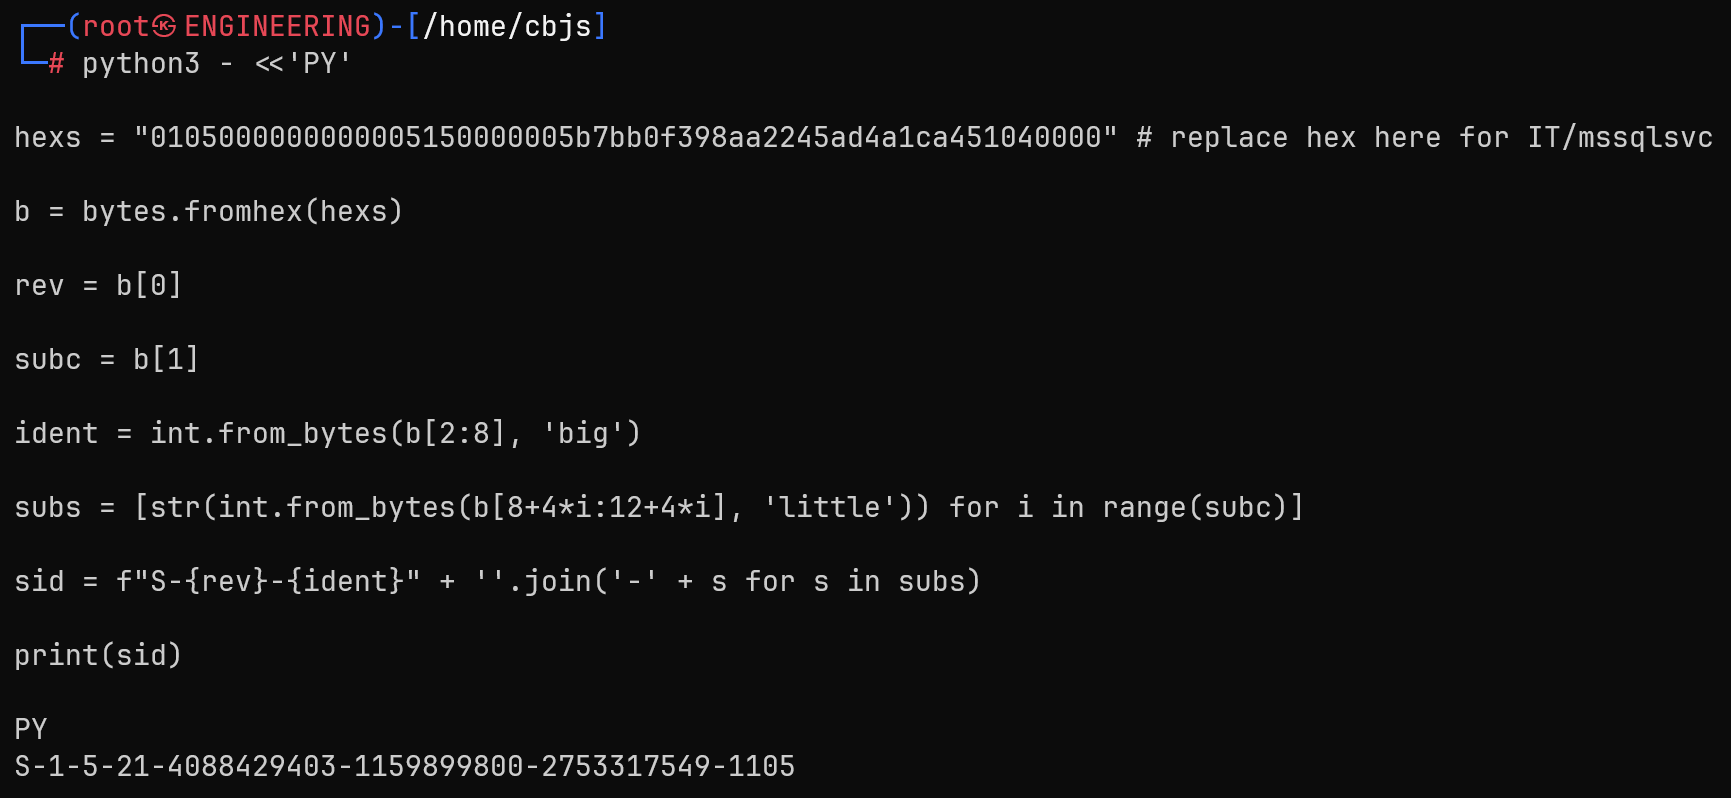 ┌──(root㉿ENGINEERING)-[/home/cbjs]
└─# python3 - <<'PY'
hexs = "0105000000000005150000005b7bb0f398aa2245ad4a1ca451040000" # replace hex here for IT/mssqlsvc
b = bytes.fromhex(hexs)
rev = b[0]
subc = b[1]
ident = int.from_bytes(b[2:8], 'big')
subs = [str(int.from_bytes(b[8+4*i:12+4*i], 'little')) for i in range(subc)]
sid = f"S-{rev}-{ident}" + ''.join('-' + s for s in subs)
print(sid)
PY
S-1-5-21-4088429403-1159899800-2753317549-1105